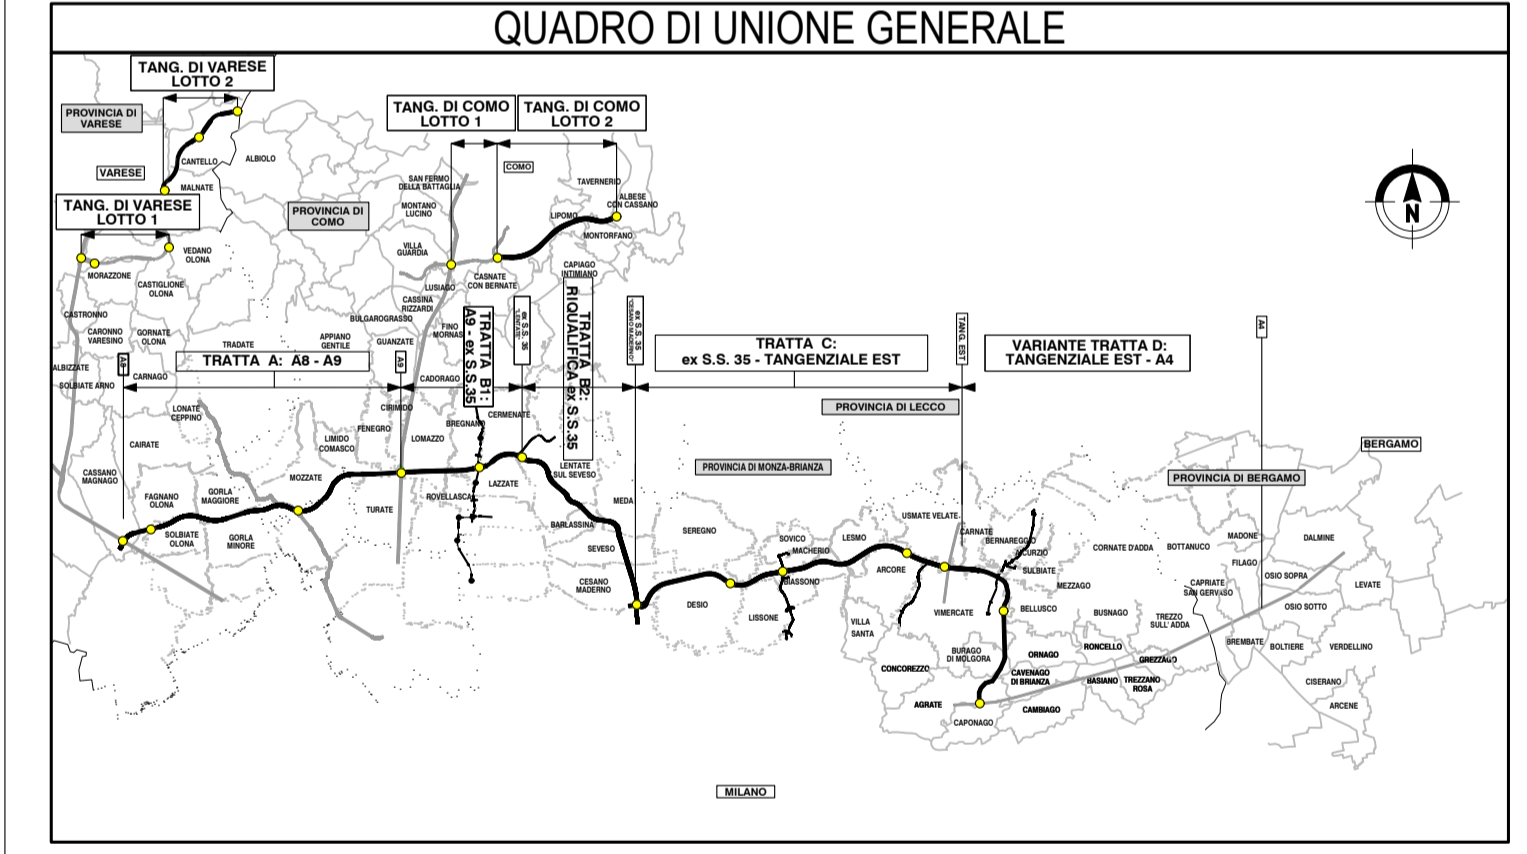 QUADRO DI UNIONE GENERALE
TANG. DI VARESE
LOTTO 2
PROVINCIA DI
VARESE
CANTELLO
ALBIOLO
VARESE
MALNATE
TANG. DI VARESE
LOTTO 1
VEDANO
OLONA
MORAZZONE
CASTIGLIONE
OLONA
PROVINCIA DI
COMO
TANG. DI COMO
LOTTO 1
TANG. DI COMO
LOTTO 2
COMO
SAN FERMO
DELLA BATTAGLIA
MONTANO
LUCINO
VILLA
GUARDIA
TAVERNERIO
ALBESE
CON CASSANO
LIPOMO
MONTORFANO
CAPIAGO
INTIMIANO
LUSIAGO
CASNATE
CON BERNATE
CASSINA
RIZZARDI
BULGAROGRASSO
FINO
MORNAS
N
CASTRONNO
CARONNO
VARESINO
GORNATE
OLONA
TRADATE
APPIANO
GENTILE
GUANZATE
ALBIZZATE
SOLBIATE ARNO
CARNAGO
A8
TRATTA A: A8 - A9
A9
TRATTA B1:
A9 - ex S.S.35
ex S.S. 35
"LENTATE"
TRATTA B2:
RIQUALIFICA ex S.S.35
ex S.S. 35
"CESANO MADERNO"
TRATTA C:
ex S.S. 35 - TANGENZIALE EST
TANG. EST
VARIANTE TRATTA D:
TANGENZIALE EST - A4
A4
CADORAGO
CIRIMIDO
FENEGRO
LONATE
CEPPINO
LIMIDO
COMASCO
LOMAZZO
BREGNANO
CERMENATE
PROVINCIA DI LECCO
CAIRATE
CASSANO
MAGNAGO
FAGNANO
OLONA
GORLA
MAGGIORE
MOZZATE
SOLBIATE
OLONA
GORLA
MINORE
TURATE
ROVELLASCA
LAZZATE
LENTATE
SUL SEVESO
MEDA
BARLASSINA
SEVESO
CESANO
MADERNO
PROVINCIA DI MONZA-BRIANZA
PROVINCIA DI BERGAMO
BERGAMO
SEREGNO
SOVICO
MACHERIO
BIASSONO
LESMO
ARCORE
USMATE VELATE
CARNATE
BERNAREGGIO
AICURZIO
SULBIATE
MEZZAGO
BELLUSCO
CORNATE D'ADDA
BOTTANUCO
MADONE
FILAGO
DALMINE
OSIO SOPRA
LEVATE
CAPRIATE
SAN GERVASO
OSIO SOTTO
DESIO
LISSONE
VILLA
SANTA
VIMERCATE
BUSNAGO
TREZZO
SULL' ADDA
BREMBATE
BOLTIERE
VERDELLINO
CONCOREZZO
BURAGO
DI MOLGORA
ORNAGO
RONCELLO
GREZZAGO
CAVENAGO
DI BRIANZA
BASIANO
TREZZANO
ROSA
CISERANO
ARCENE
AGRATE
CAPONAGO
CAMBIAGO
MILANO